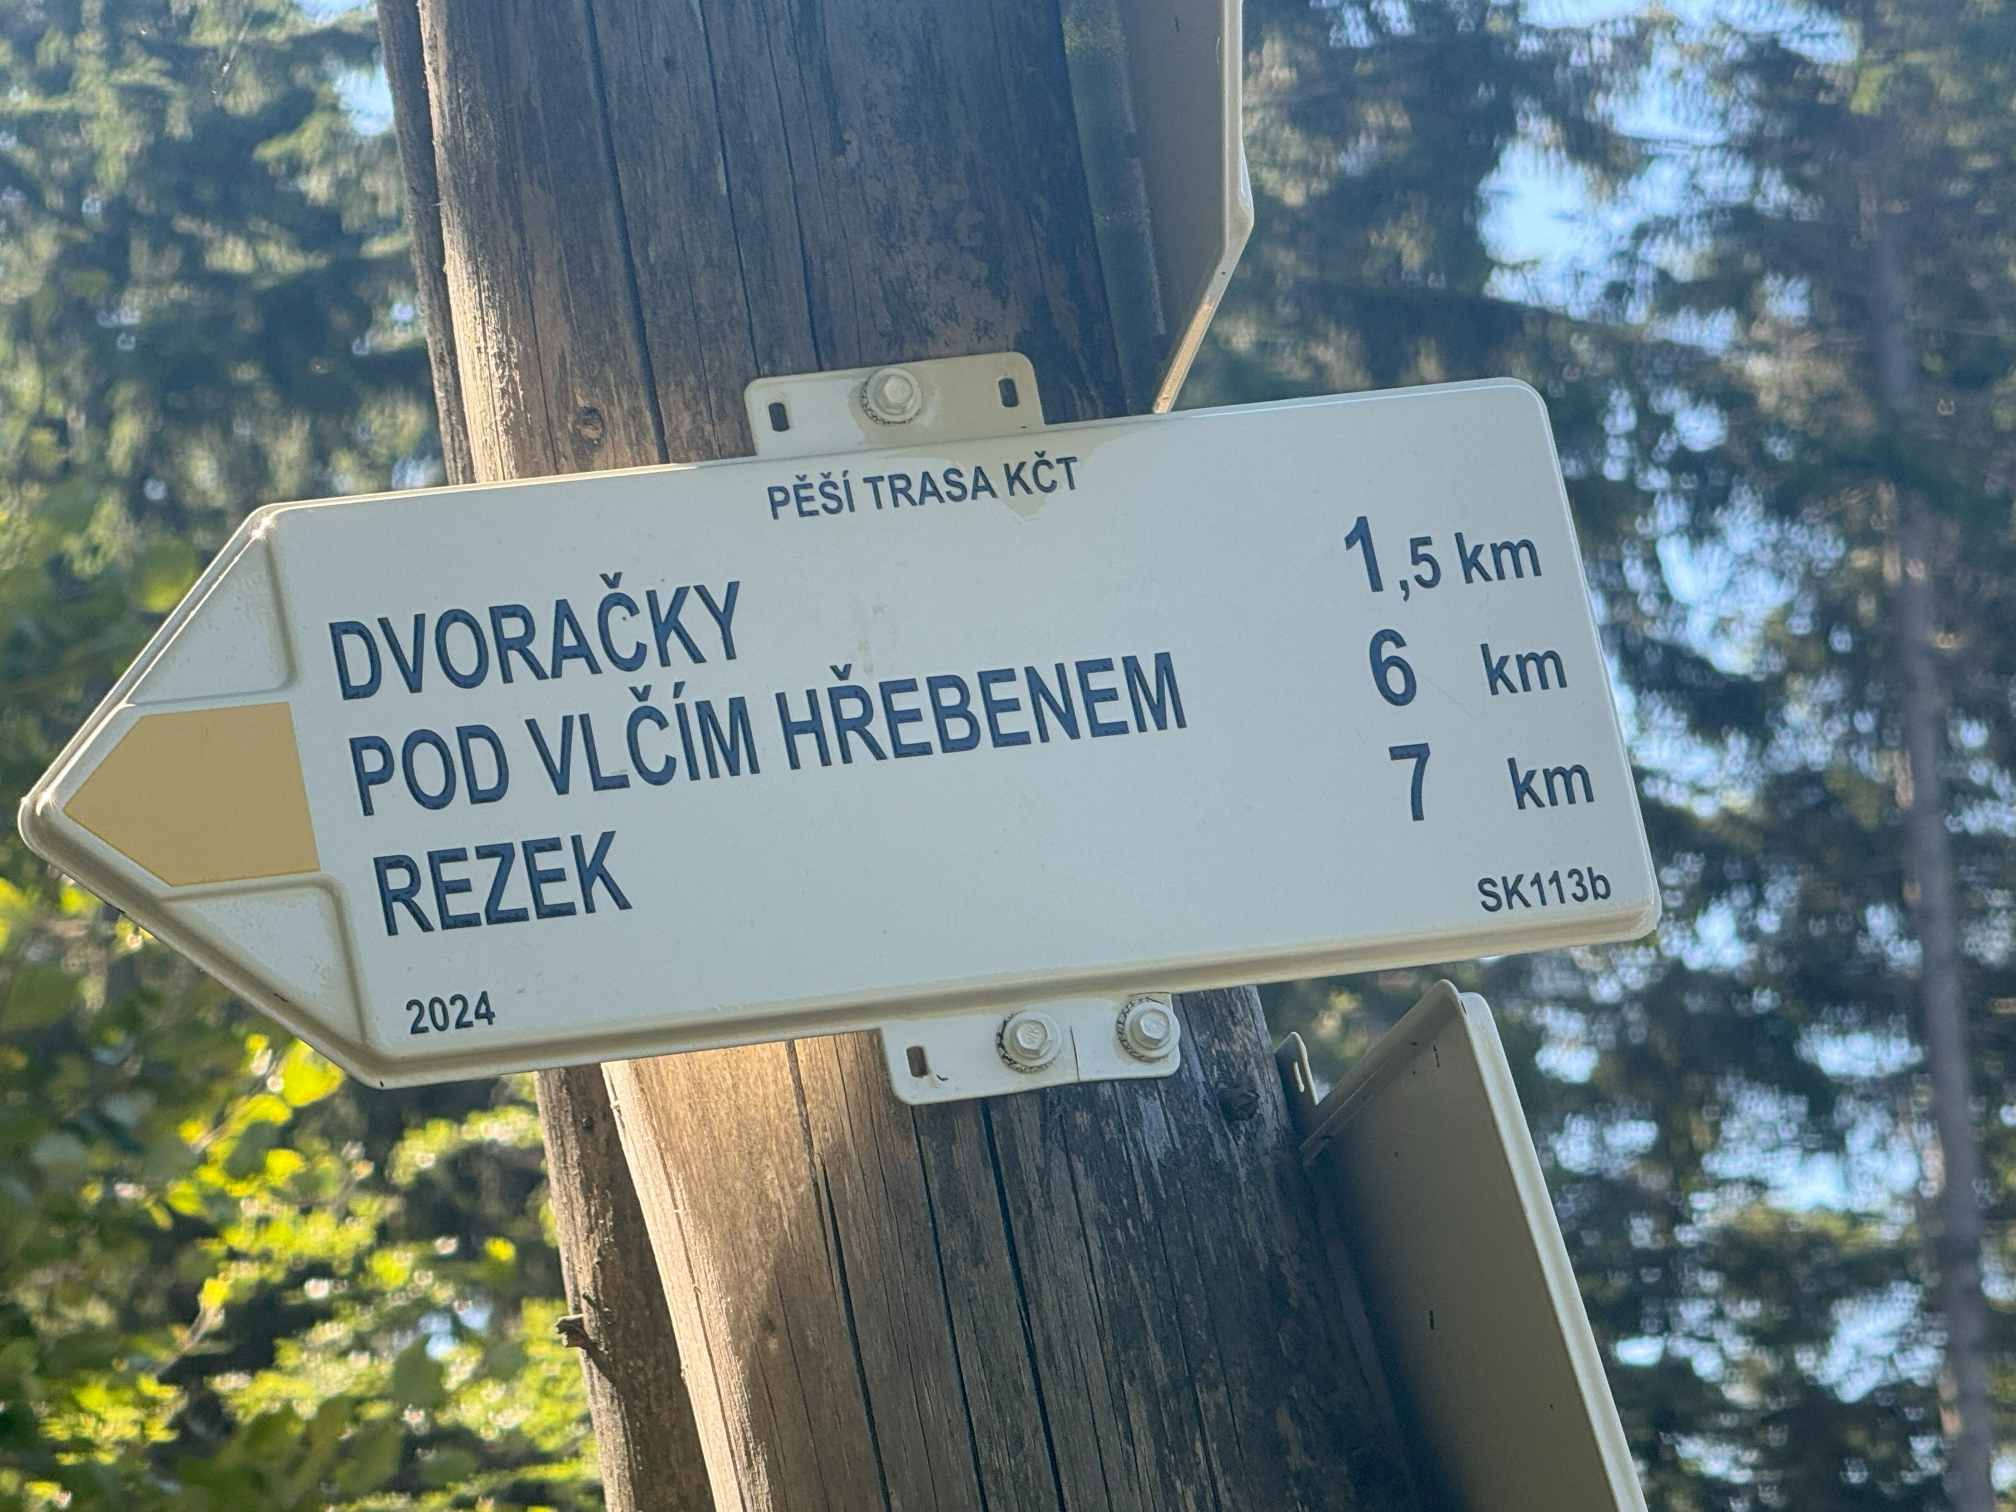 PĚŠÍ TRASA KČT
DVORAČKY 1,5 km
POD VLČÍM HŘEBENEM 6 km
REZEK 7 km
SK113b
2024